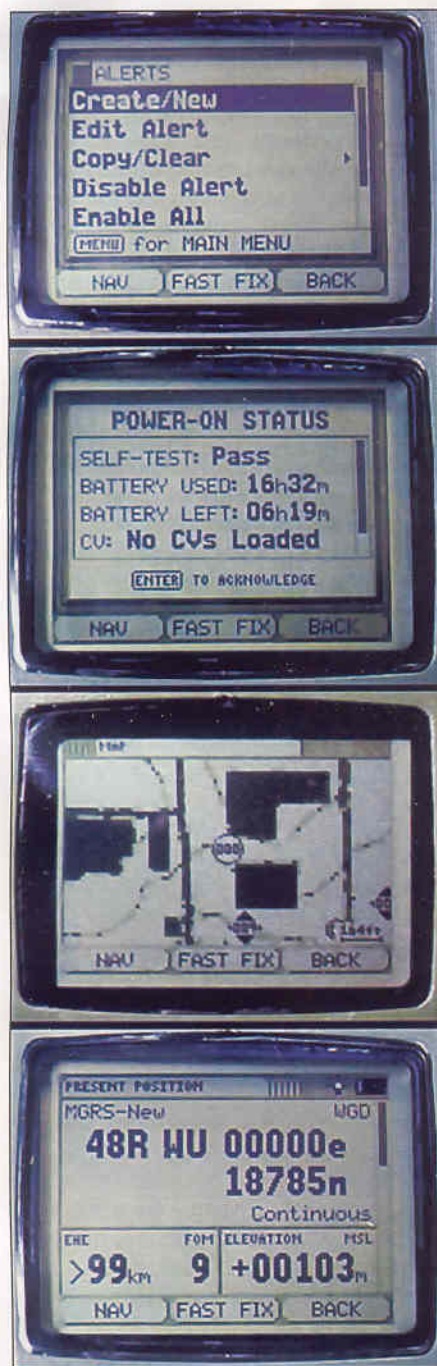 ALERTS
Create/New
Edit Alert
Copy/Clear
Disable Alert
Enable All
MENU for MAIN MENU
NAV FAST FIX BACK
POWER-ON STATUS
SELF-TEST: Pass
BATTERY USED: 16h32m
BATTERY LEFT: 06h19m
CV: No CVs Loaded
ENTER TO ACKNOWLEDGE
NAV FAST FIX BACK
MAP
000
164ft
NAV FAST FIX BACK
PRESENT POSITION
MGRS-New WGD
48R WU 00000e
18785n
Continuous
EHE FOM ELEVATION MSL
>99km 9 +00103m
NAV FAST FIX BACK